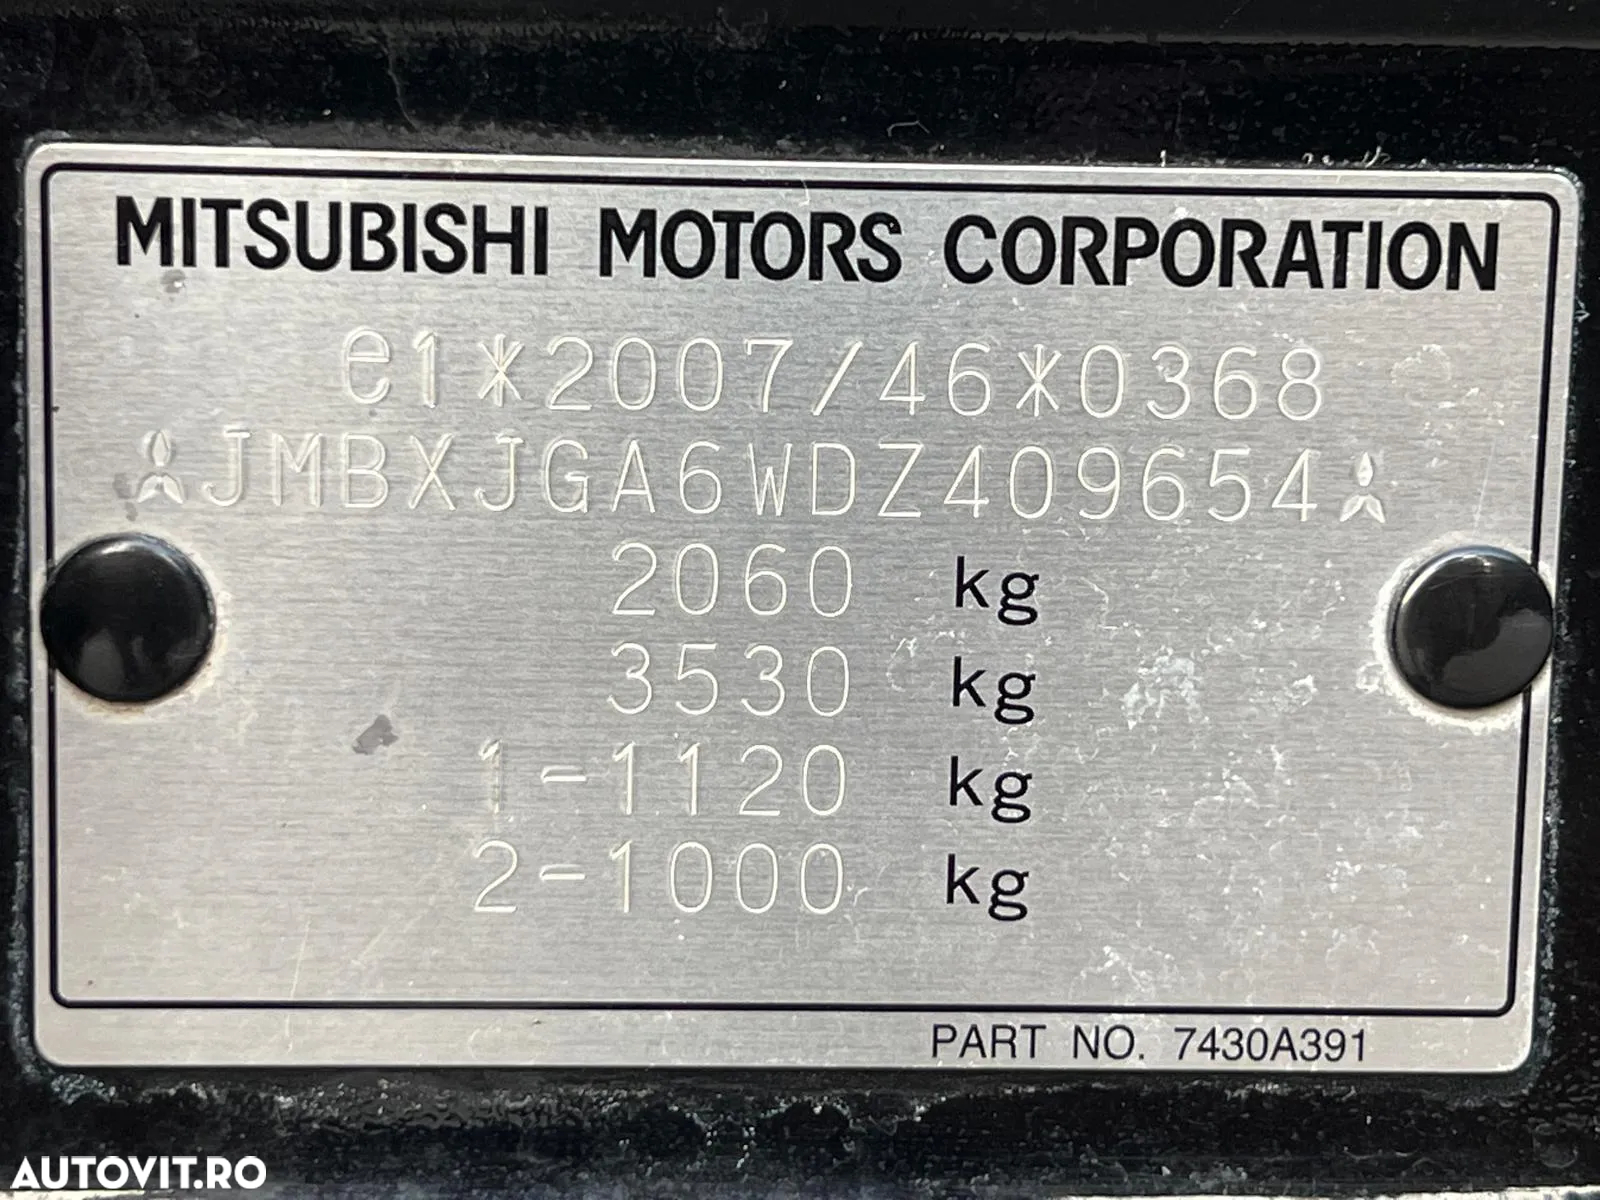 MITSUBISHI MOTORS CORPORATION
e1*2007/46*0368
JMBXJGA6WDZ409654
2060 kg
3530 kg
1-1120 kg
2-1000 kg
PART NO. 7430A391
AUTOVIT.RO